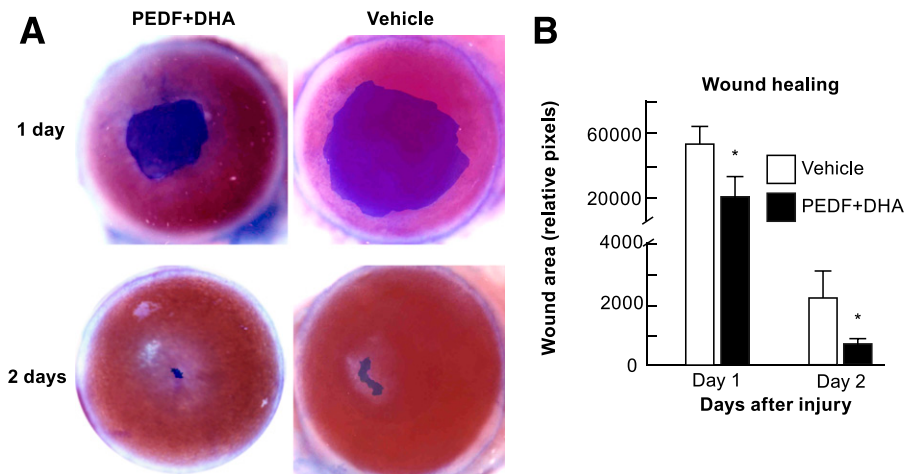 A
PEDF+DHA
Vehicle
1 day
2 days
B
Wound healing
Wound area (relative pixels)
60000
20000
4000
2000
0
*
*
Vehicle
PEDF+DHA
Day 1
Day 2
Days after injury